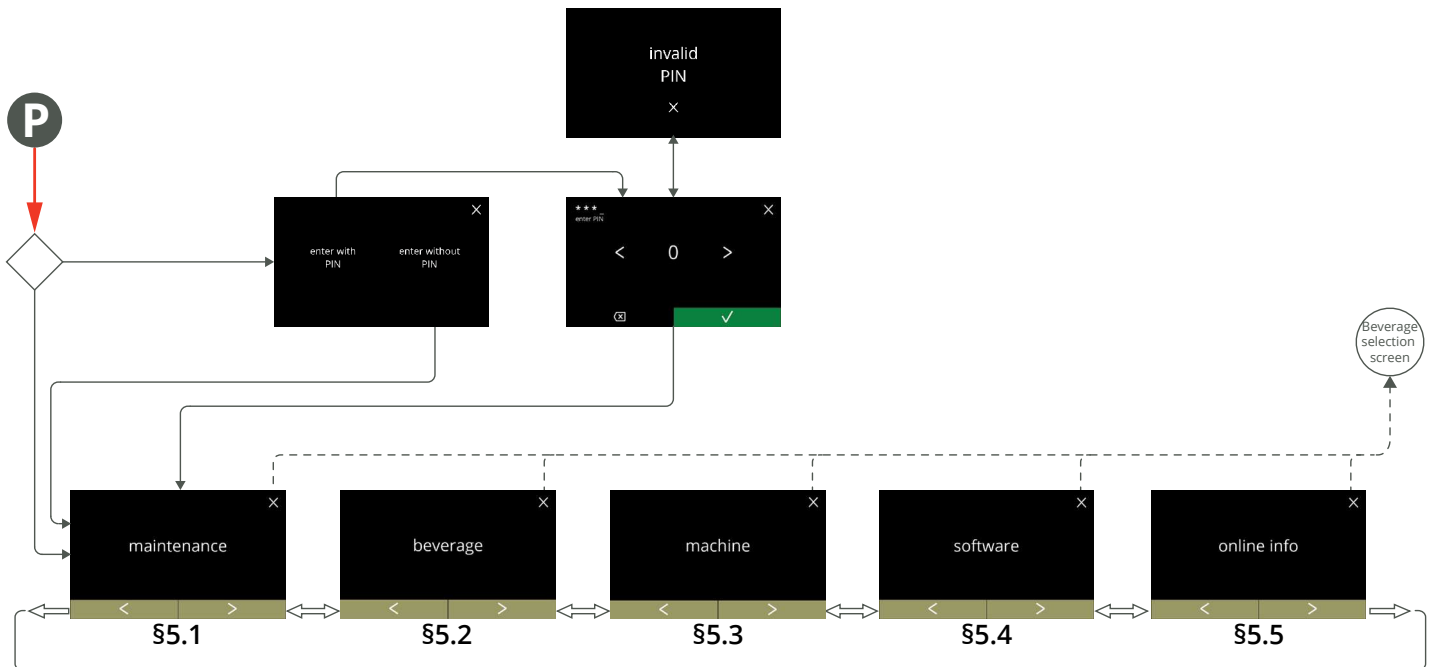 invalid
PIN
X
P
X
enter with
PIN
enter without
PIN
***_
enter PIN
X
< 0 >
✓
Beverage
selection
screen
X
maintenance
< >
§5.1
X
beverage
< >
§5.2
X
machine
< >
§5.3
X
software
< >
§5.4
X
online info
< >
§5.5